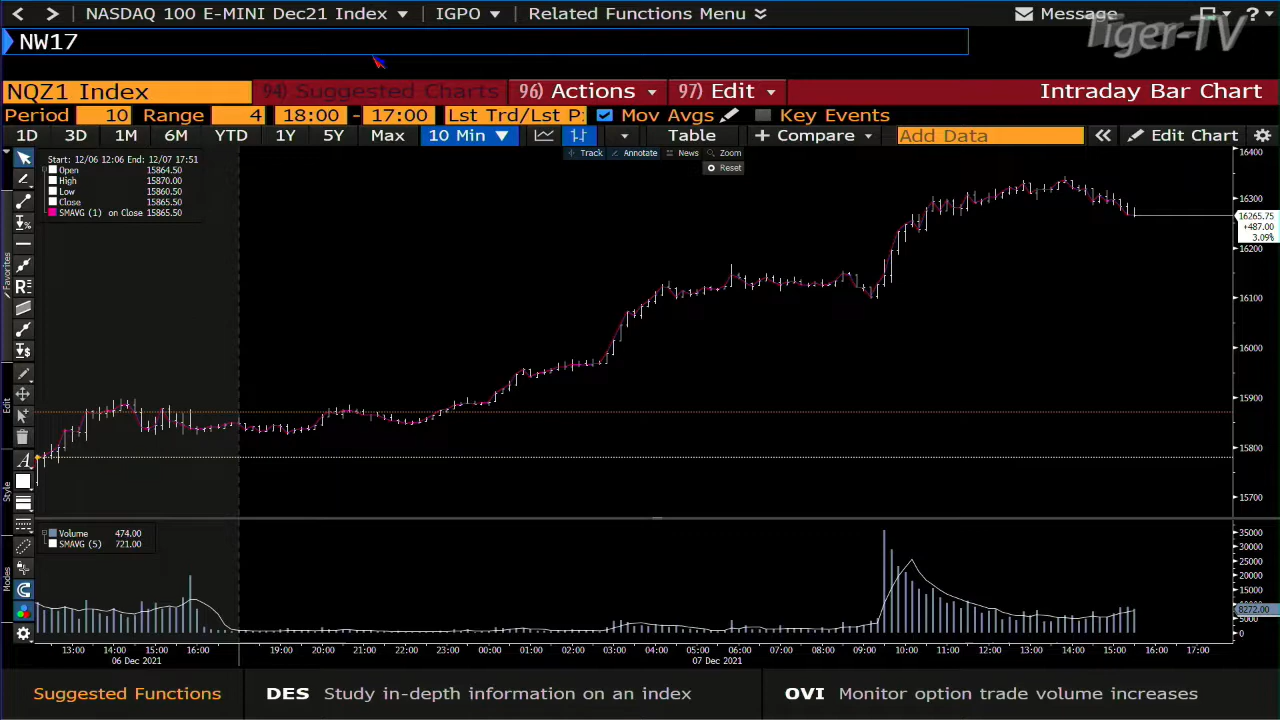 NASDAQ 100 E-MINI Dec21 Index IGPO Related Functions Menu Message ?
Tiger-TV
NW17
NQZ1 Index 94) Suggested Charts 96) Actions 97) Edit Intraday Bar Chart
Period 10 Range 4 18:00 - 17:00 Lst Trd/Lst P: Mov Avgs Key Events
1D 3D 1M 6M YTD 1Y 5Y Max 10 Min Table + Compare Add Data Edit Chart
Track Annotate News Zoom
Reset
Start: 12/06 12:06 End: 12/07 17:51
Open 15864.50
High 15870.00
Low 15860.50
Close 15865.50
SMAVG (1) on Close 15865.50
16400
16300
16265.75
+487.00
3.09%
16200
16100
16000
15900
15800
15700
Favorites
Edit
Style
Modes
Volume 474.00
SMAVG (5) 721.00
35000
30000
25000
20000
15000
8272.00
5000
0
13:00 14:00 15:00 16:00 19:00 20:00 21:00 22:00 23:00 00:00 01:00 02:00 03:00 04:00 05:00 06:00 07:00 08:00 09:00 10:00 11:00 12:00 13:00 14:00 15:00 16:00 17:00
06 Dec 2021 07 Dec 2021
Suggested Functions DES Study in-depth information on an index OVI Monitor option trade volume increases